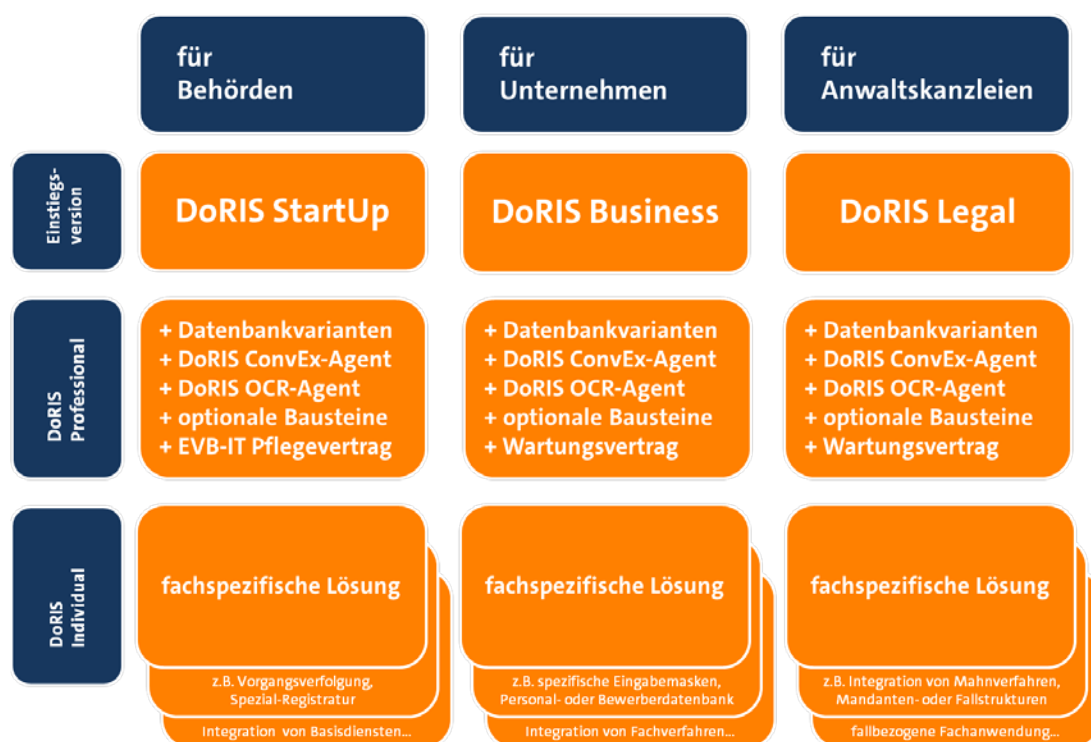 für
Behörden
für
Unternehmen
für
Anwaltskanzleien
Einstiegs-
version
DoRIS StartUp
DoRIS Business
DoRIS Legal
DoRIS
Professional
+ Datenbankvarianten
+ DoRIS ConvEx-Agent
+ DoRIS OCR-Agent
+ optionale Bausteine
+ EVB-IT Pflegevertrag
+ Datenbankvarianten
+ DoRIS ConvEx-Agent
+ DoRIS OCR-Agent
+ optionale Bausteine
+ Wartungsvertrag
+ Datenbankvarianten
+ DoRIS ConvEx-Agent
+ DoRIS OCR-Agent
+ optionale Bausteine
+ Wartungsvertrag
DoRIS
Individual
fachspezifische Lösung
z.B. Vorgangsverfolgung,
Spezial-Registratur
Integration von Basisdiensten...
fachspezifische Lösung
z.B. spezifische Eingabemasken,
Personal- oder Bewerberdatenbank
Integration von Fachverfahren...
fachspezifische Lösung
z.B. Integration von Mahnverfahren,
Mandanten- oder Fallstrukturen
fallbezogene Fachanwendung...